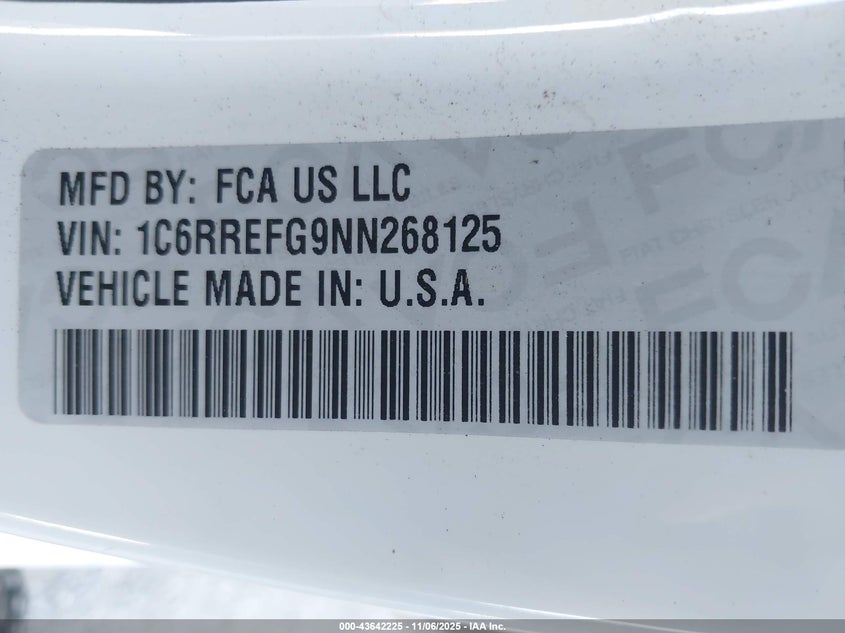 MFD BY: FCA US LLC
VIN: 1C6RREFG9NN268125
VEHICLE MADE IN: U.S.A.
000-43642225 - 11/06/2025 - IAA Inc.